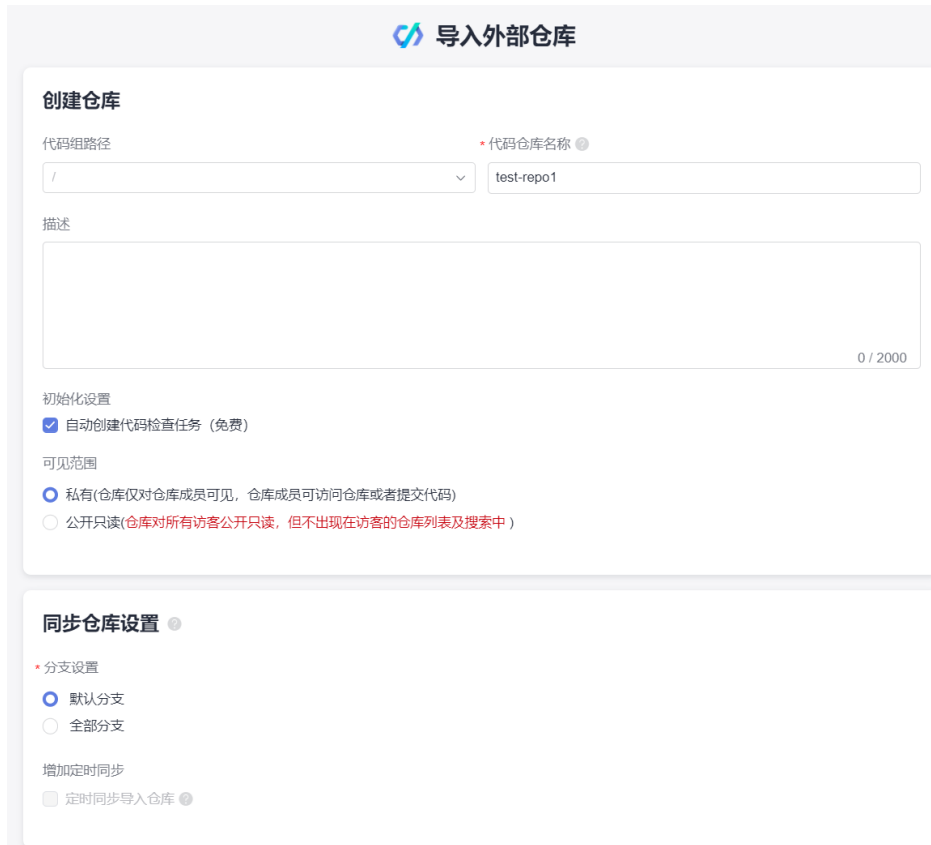 导入外部仓库
创建仓库
代码组路径
* 代码仓库名称 ?
/
test-repo1
描述
0 / 2000
初始化设置
自动创建代码检查任务（免费）
可见范围
私有(仓库仅对仓库成员可见，仓库成员可访问仓库或者提交代码)
公开只读(仓库对所有访客公开只读，但不出现在访客的仓库列表及搜索中 )
同步仓库设置 ?
* 分支设置
默认分支
全部分支
增加定时同步
定时同步导入仓库 ?